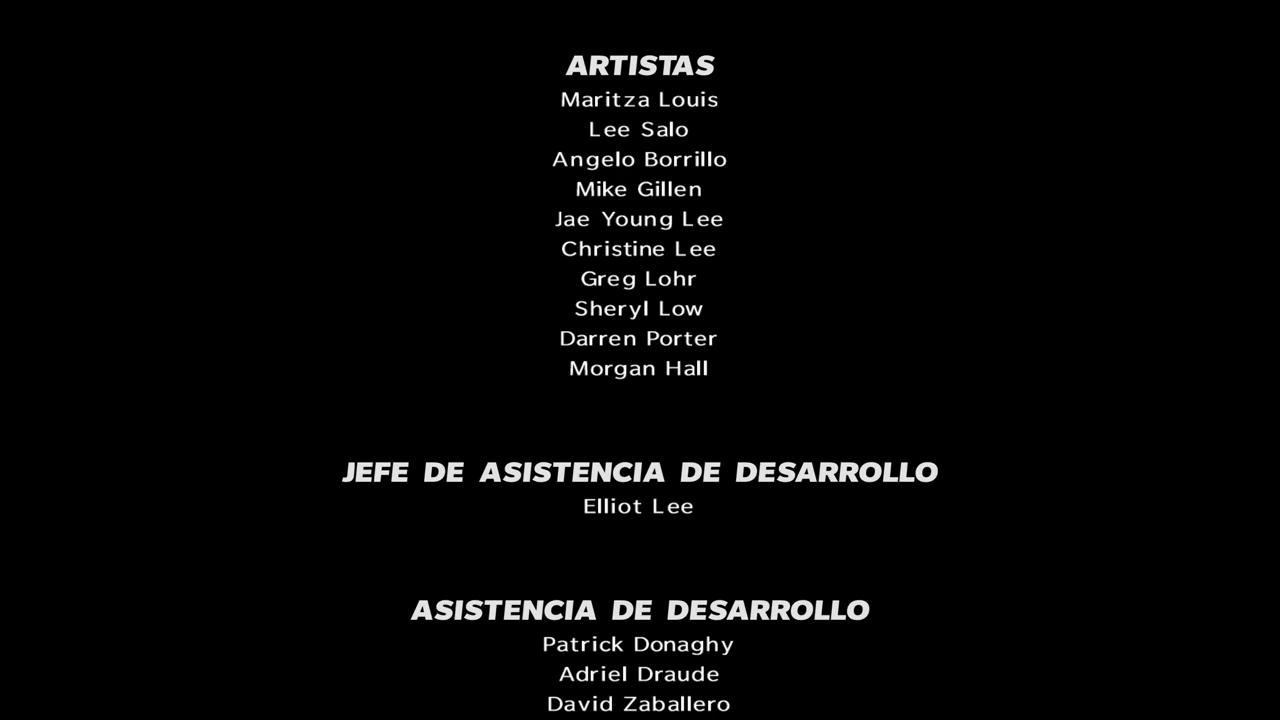 ARTISTAS
Maritza Louis
Lee Salo
Angelo Borrillo
Mike Gillen
Jae Young Lee
Christine Lee
Greg Lohr
Sheryl Low
Darren Porter
Morgan Hall
JEFE DE ASISTENCIA DE DESARROLLO
Elliot Lee
ASISTENCIA DE DESARROLLO
Patrick Donaghy
Adriel Draude
David Zaballero